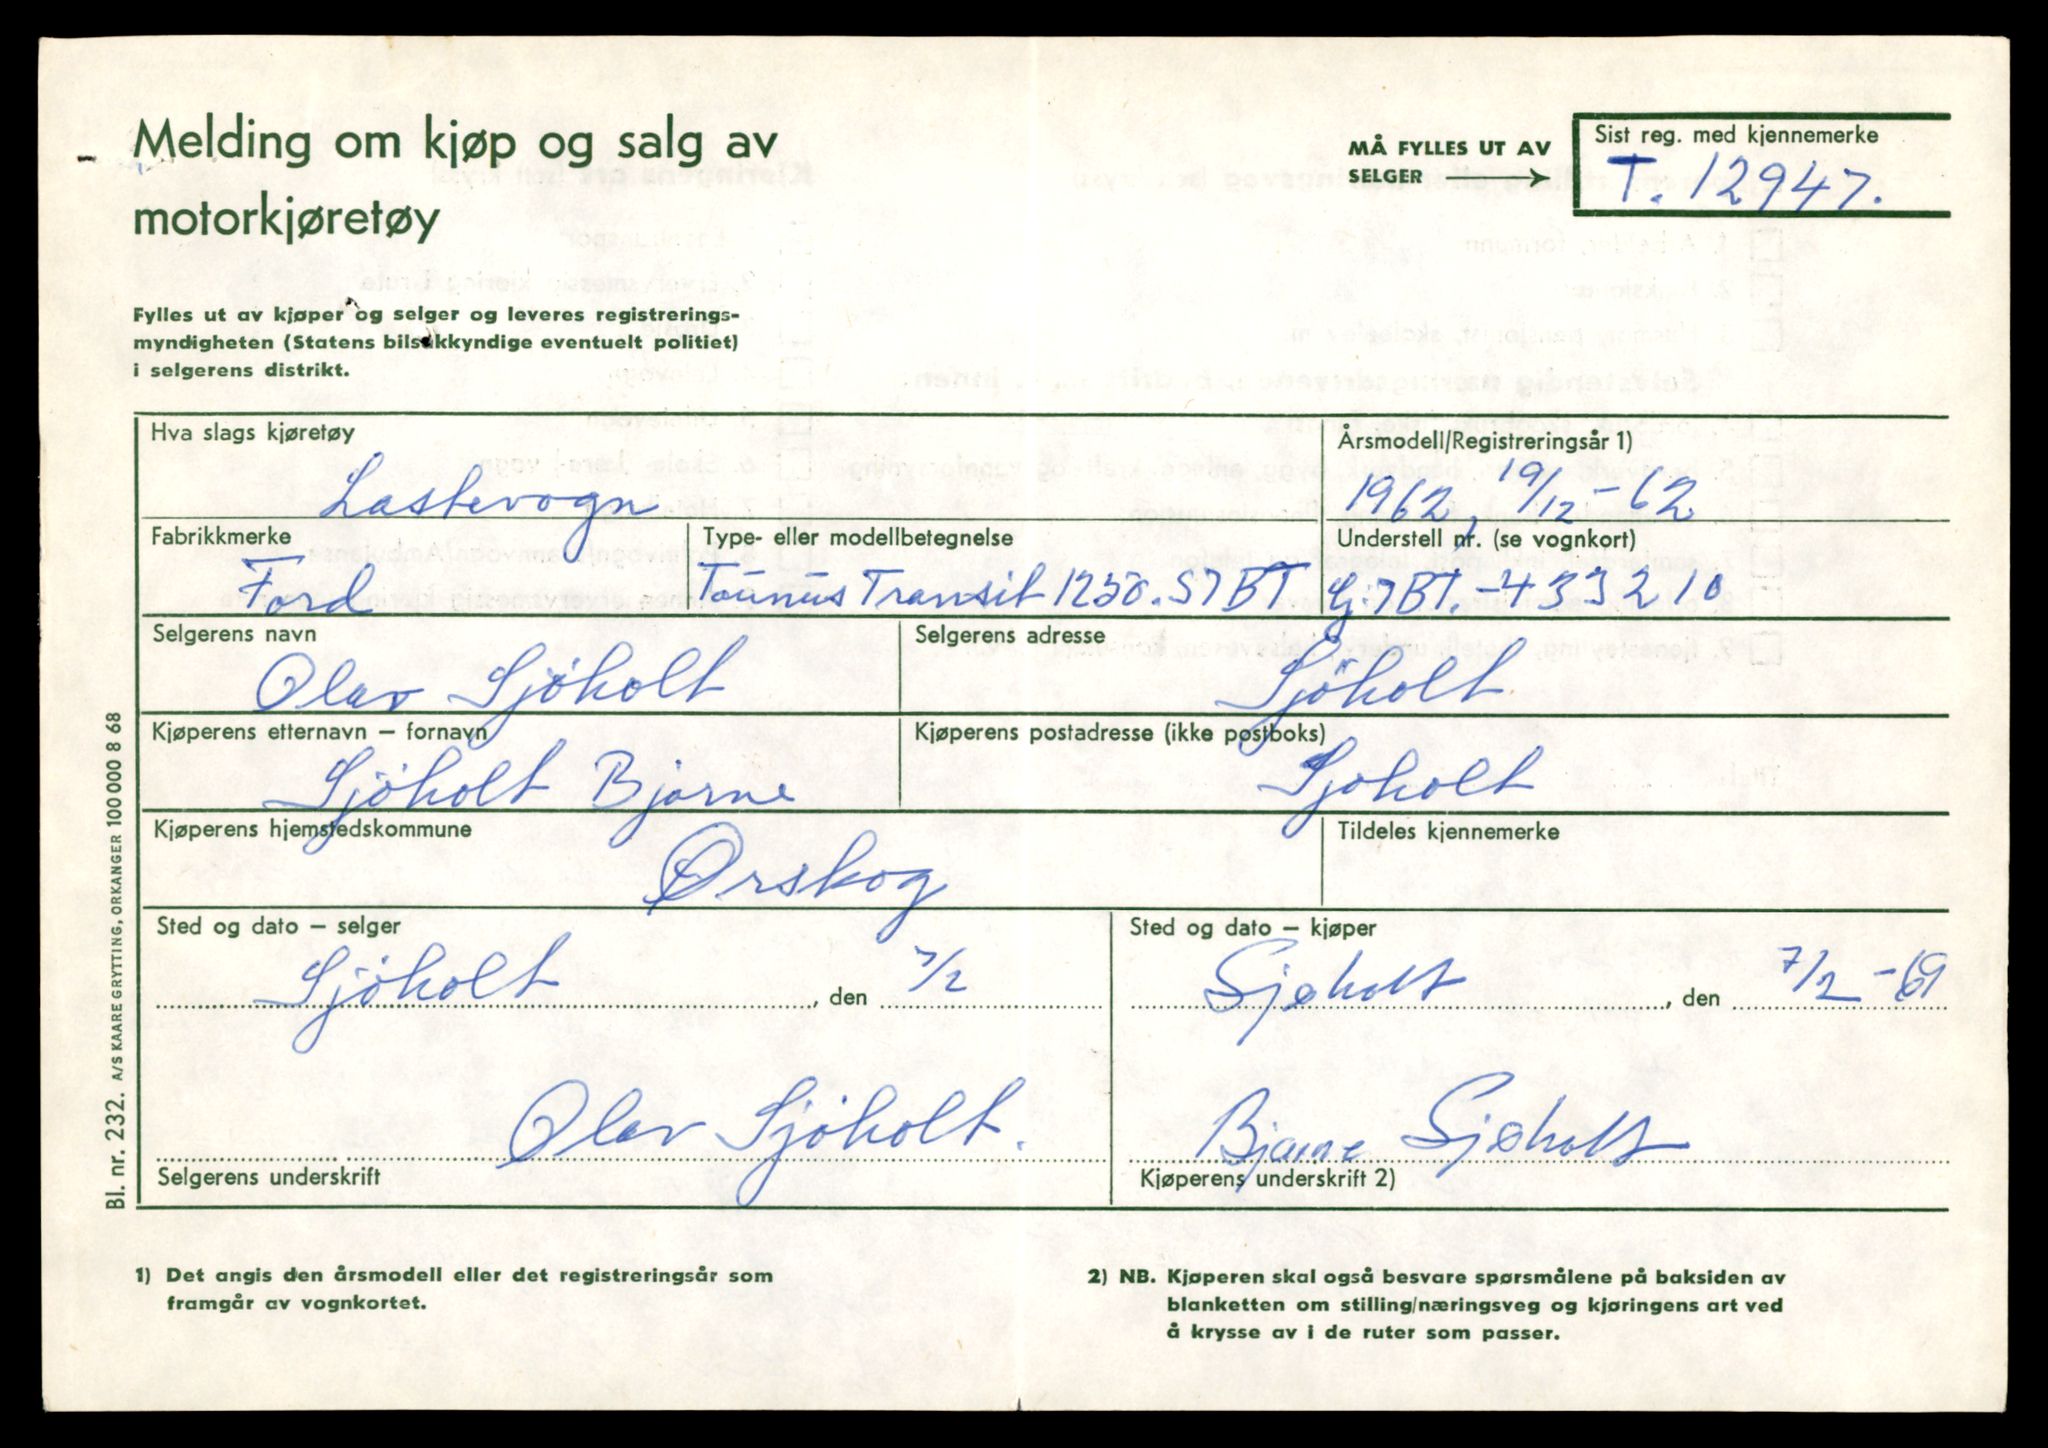 Melding om kjøp og salg av
motorkjøretøy
MÅ FYLLES UT AV
SELGER
Sist reg. med kjennemerke
T. 12947.
Fylles ut av kjøper og selger og leveres registrerings-
myndigheten (Statens bilsakkyndige eventuelt politiet)
i selgerens distrikt.
Hva slags kjøretøy
Lastevogn
Årsmodell/Registreringsår 1)
1962, 19/12-62
Fabrikkmerke
Ford
Type- eller modellbetegnelse
Taunus Transit 1250. 57BT
Understell nr. (se vognkort)
G.7BT.-433210
Selgerens navn
Olav Sjöholt
Selgerens adresse
Sjöholt
Kjøperens etternavn – fornavn
Sjöholt Bjarne
Kjøperens postadresse (ikke postboks)
Sjøholt
Kjøperens hjemstedskommune
Ørskog
Tildeles kjennemerke
Sted og dato – selger
Sjöholt, den 7/2
Sted og dato – kjøper
Sjøholt, den 7/2 -69
Olav Sjöholt.
Selgerens underskrift
Bjarne Sjøholt
Kjøperens underskrift 2)
1) Det angis den årsmodell eller det registreringsår som
framgår av vognkortet.
2) NB. Kjøperen skal også besvare spørsmålene på baksiden av
blanketten om stilling/næringsveg og kjøringens art ved
å krysse av i de ruter som passer.
Bl. nr. 232. A/S KAARE GRYTTING, ORKANGER 100 000 8 68